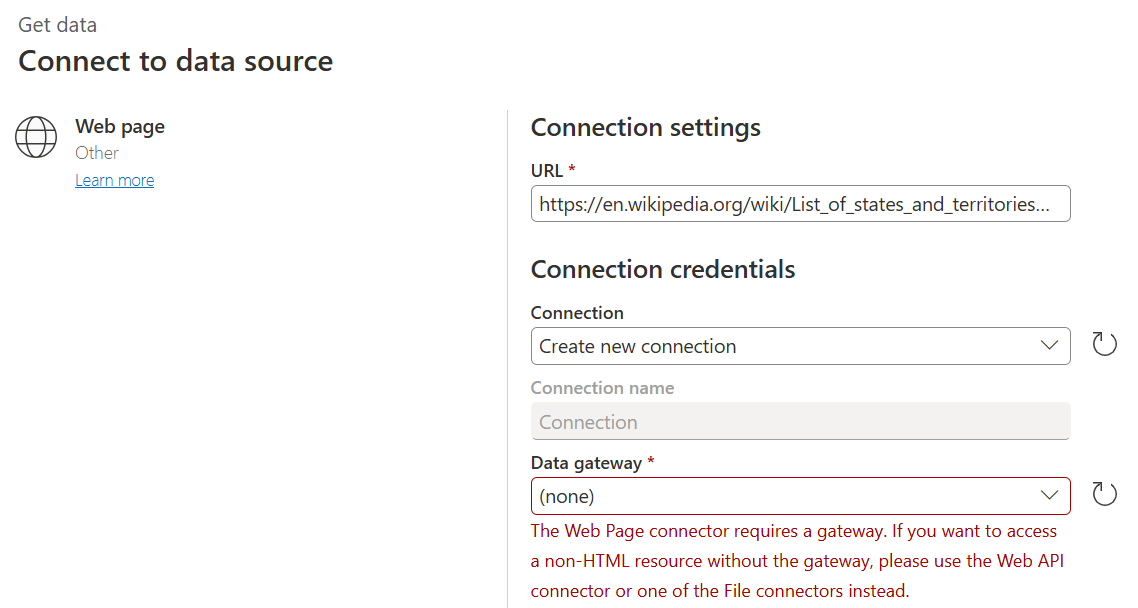 Get data
Connect to data source
Web page
Other
Learn more
Connection settings
URL *
https://en.wikipedia.org/wiki/List_of_states_and_territories...
Connection credentials
Connection
Create new connection
Connection name
Connection
Data gateway *
(none)
The Web Page connector requires a gateway. If you want to access
a non-HTML resource without the gateway, please use the Web API
connector or one of the File connectors instead.